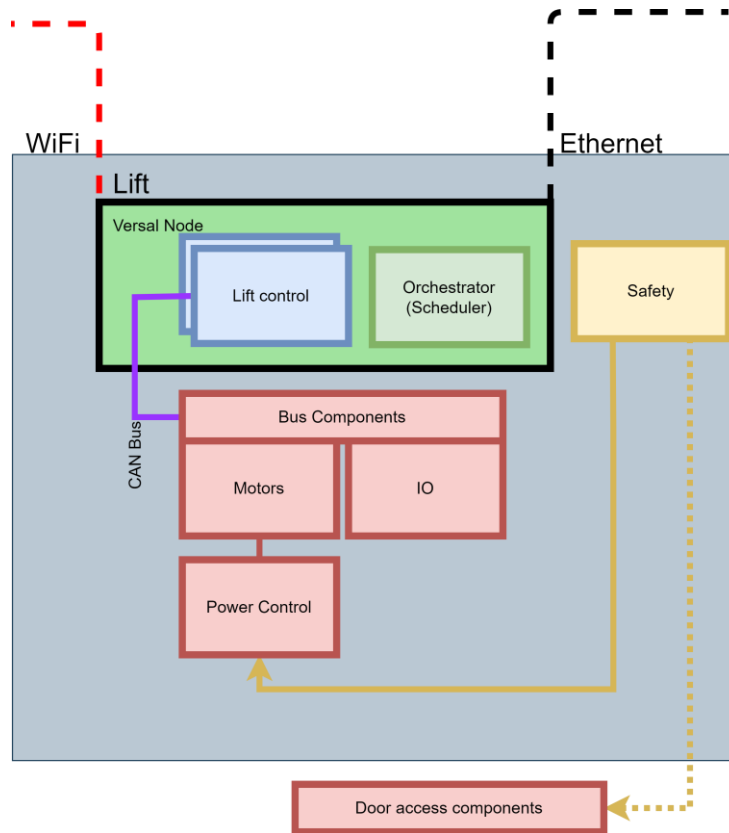 WiFi
Ethernet
Lift
Versal Node
Lift control
Orchestrator
(Scheduler)
Safety
CAN Bus
Bus Components
Motors
IO
Power Control
Door access components